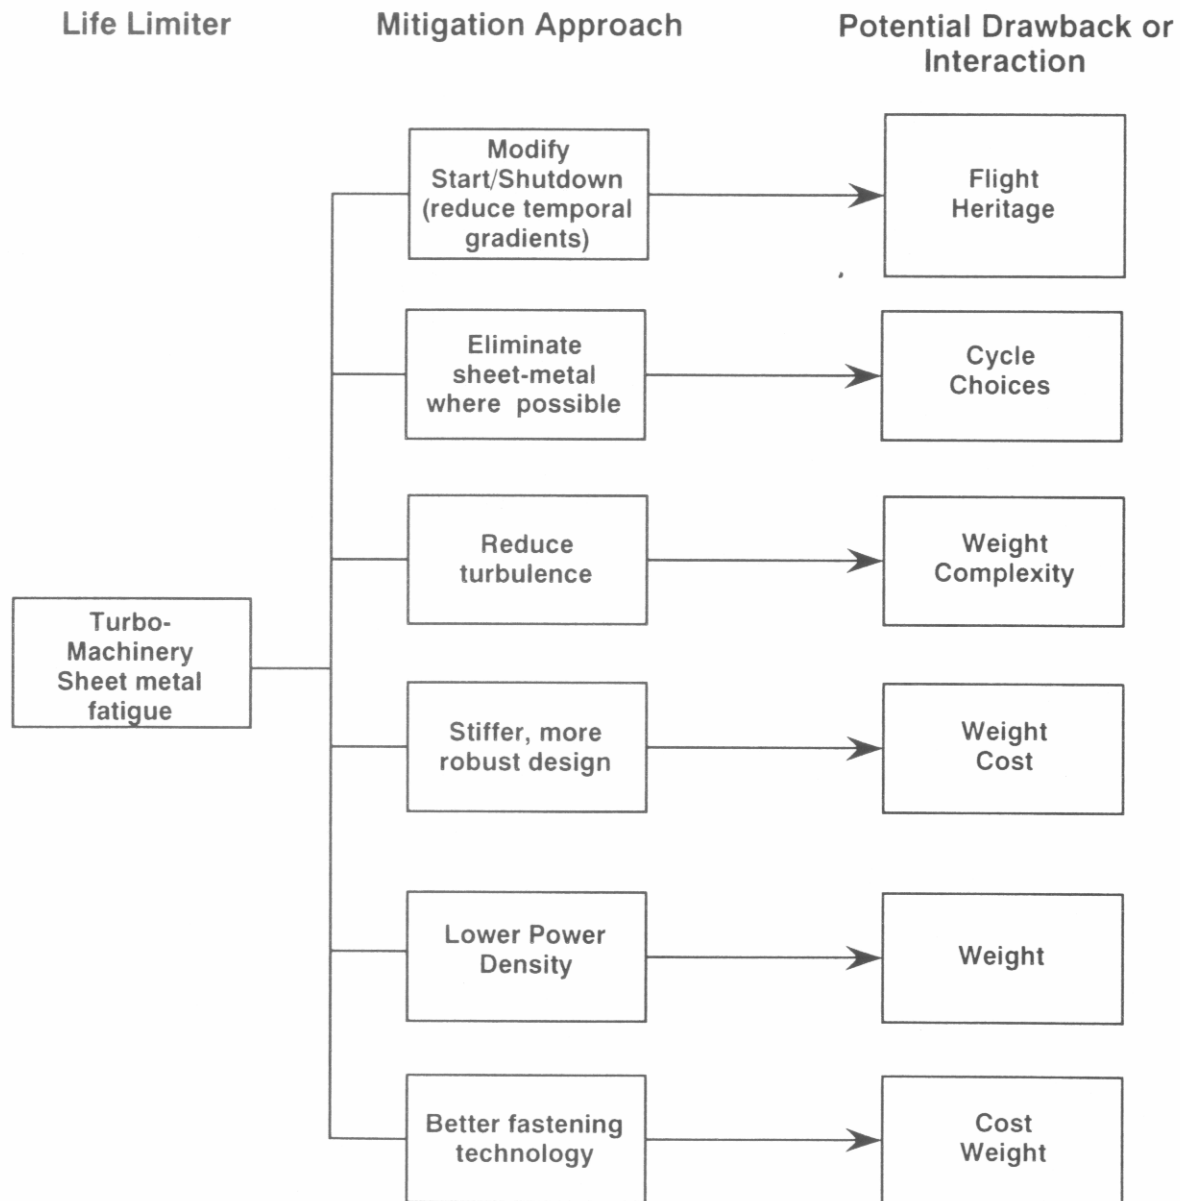 Life Limiter
Mitigation Approach
Potential Drawback or
Interaction
Modify
Start/Shutdown
(reduce temporal
gradients)
Flight
Heritage
Eliminate
sheet-metal
where possible
Cycle
Choices
Reduce
turbulence
Weight
Complexity
Turbo-
Machinery
Sheet metal
fatigue
Stiffer, more
robust design
Weight
Cost
Lower Power
Density
Weight
Better fastening
technology
Cost
Weight